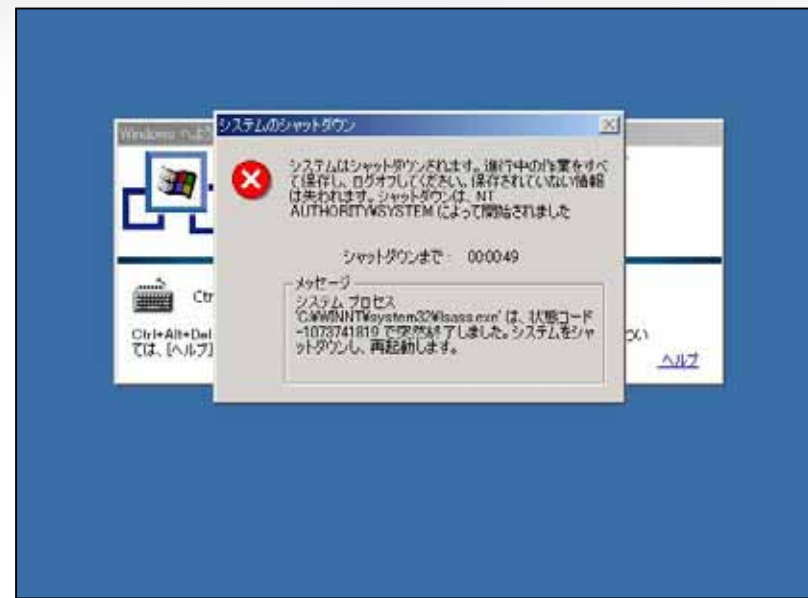 Windows へよう
システムのシャットダウン
システムはシャットダウンされます。進行中の作業をすべ
て保存し、ログオフしてください。保存されていない情報
は失われます。シャットダウンは、NT
AUTHORITY¥SYSTEM によって開始されました
シャットダウンまで : 00:00:49
メッセージ
システム プロセス
'C:¥WINNT¥system32¥lsass.exe' は、状態コード
-1073741819 で突然終了しました。システムをシャ
ットダウンし、再起動します。
Ctr
Ctrl+Alt+Del
ては、[ヘルプ]
つい
ヘルプ